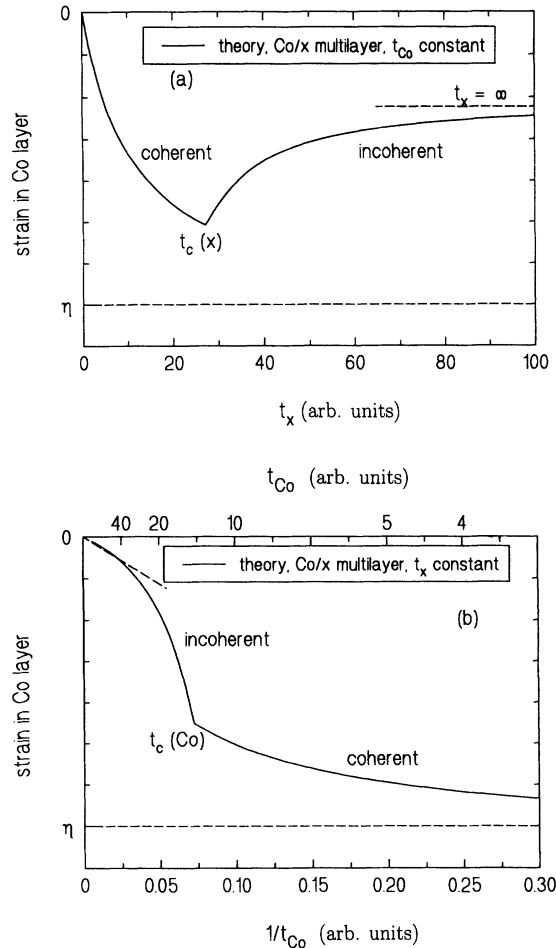 0
theory, Co/x multilayer, t_Co constant
(a)
t_x = ∞
coherent
incoherent
t_c (x)
strain in Co layer
η
0 20 40 60 80 100
t_x (arb. units)
t_Co (arb. units)
40 20 10 5 4
0
theory, Co/x multilayer, t_x constant
(b)
incoherent
t_c (Co)
coherent
strain in Co layer
η
0 0.05 0.10 0.15 0.20 0.25 0.30
1/t_Co (arb. units)